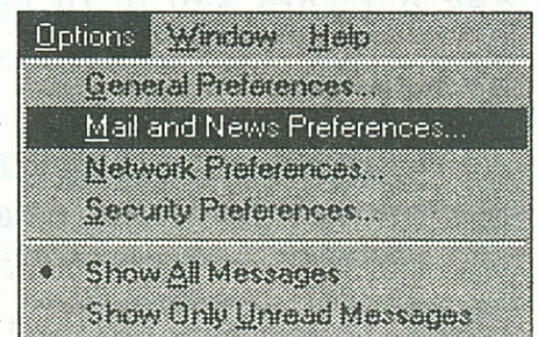 Options Window Help
General Preferences...
Mail and News Preferences...
Network Preferences...
Security Preferences...
• Show All Messages
Show Only Unread Messages